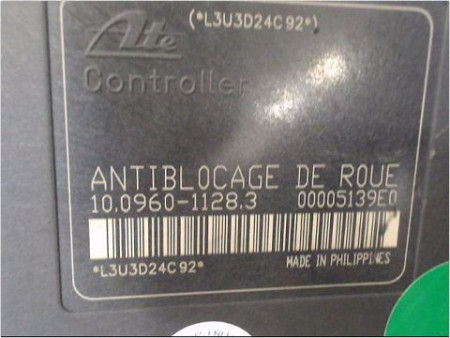 (*L3U3D24C92*)
Ate
Controller
ANTIBLOCAGE DE ROUE
10.0960-1128.3 00005139E0
*L3U3D24C92* MADE IN PHILIPPINES